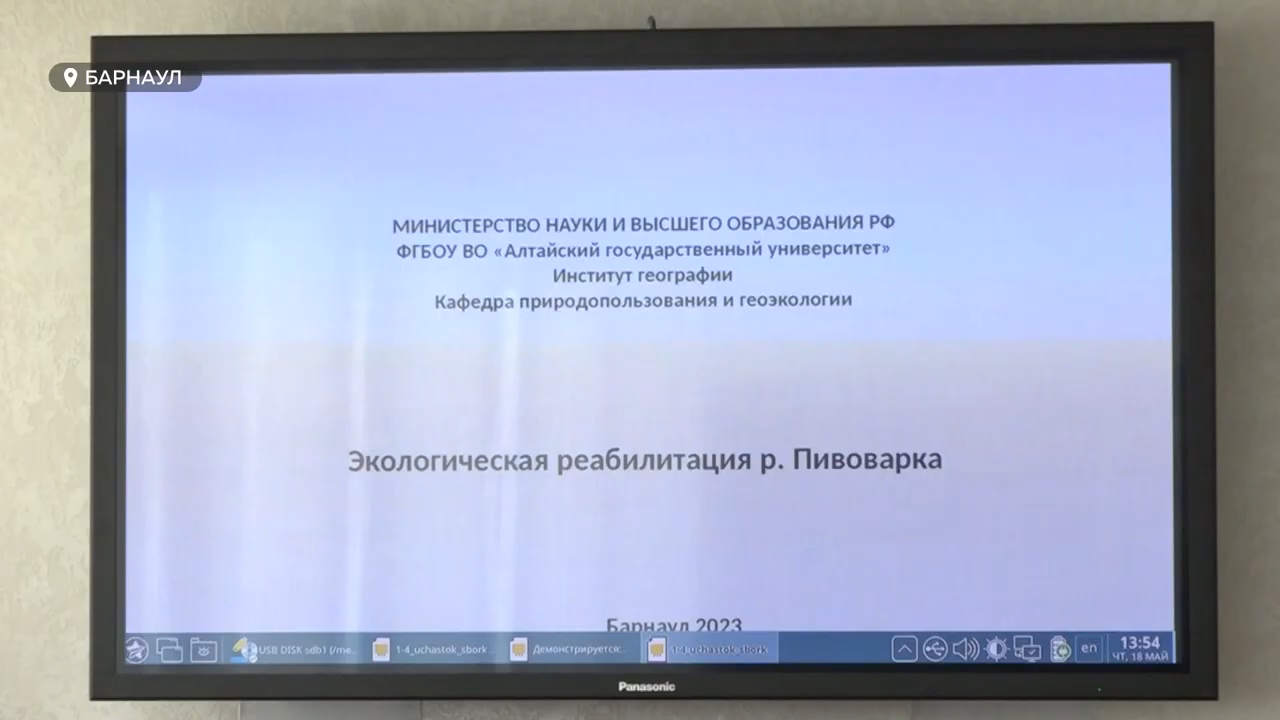 БАРНАУЛ
МИНИСТЕРСТВО НАУКИ И ВЫСШЕГО ОБРАЗОВАНИЯ РФ
ФГБОУ ВО «Алтайский государственный университет»
Институт географии
Кафедра природопользования и геоэкологии
Экологическая реабилитация р. Пивоварка
Барнаул 2023
USB DISK sdb1 (/me...
1-4_uchastok_sbork...
Демонстрируется:...
1-4_uchastok_sbork
en
13:54
ЧТ, 18 МАЙ
Panasonic